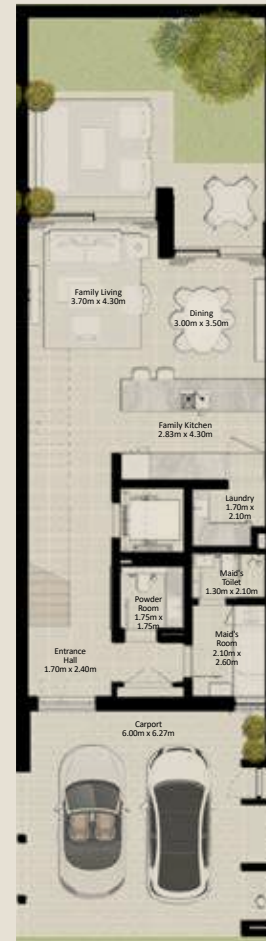 Family Living
3.70m x 4.30m
Dining
3.00m x 3.50m
Family Kitchen
2.83m x 4.30m
Laundry
1.70m x
2.10m
Maid's
Toilet
1.30m x 2.10m
Powder
Room
1.75m x
1.75m
Maid's
Room
2.10m x
2.60m
Entrance
Hall
1.70m x 2.40m
Carport
6.00m x 6.27m